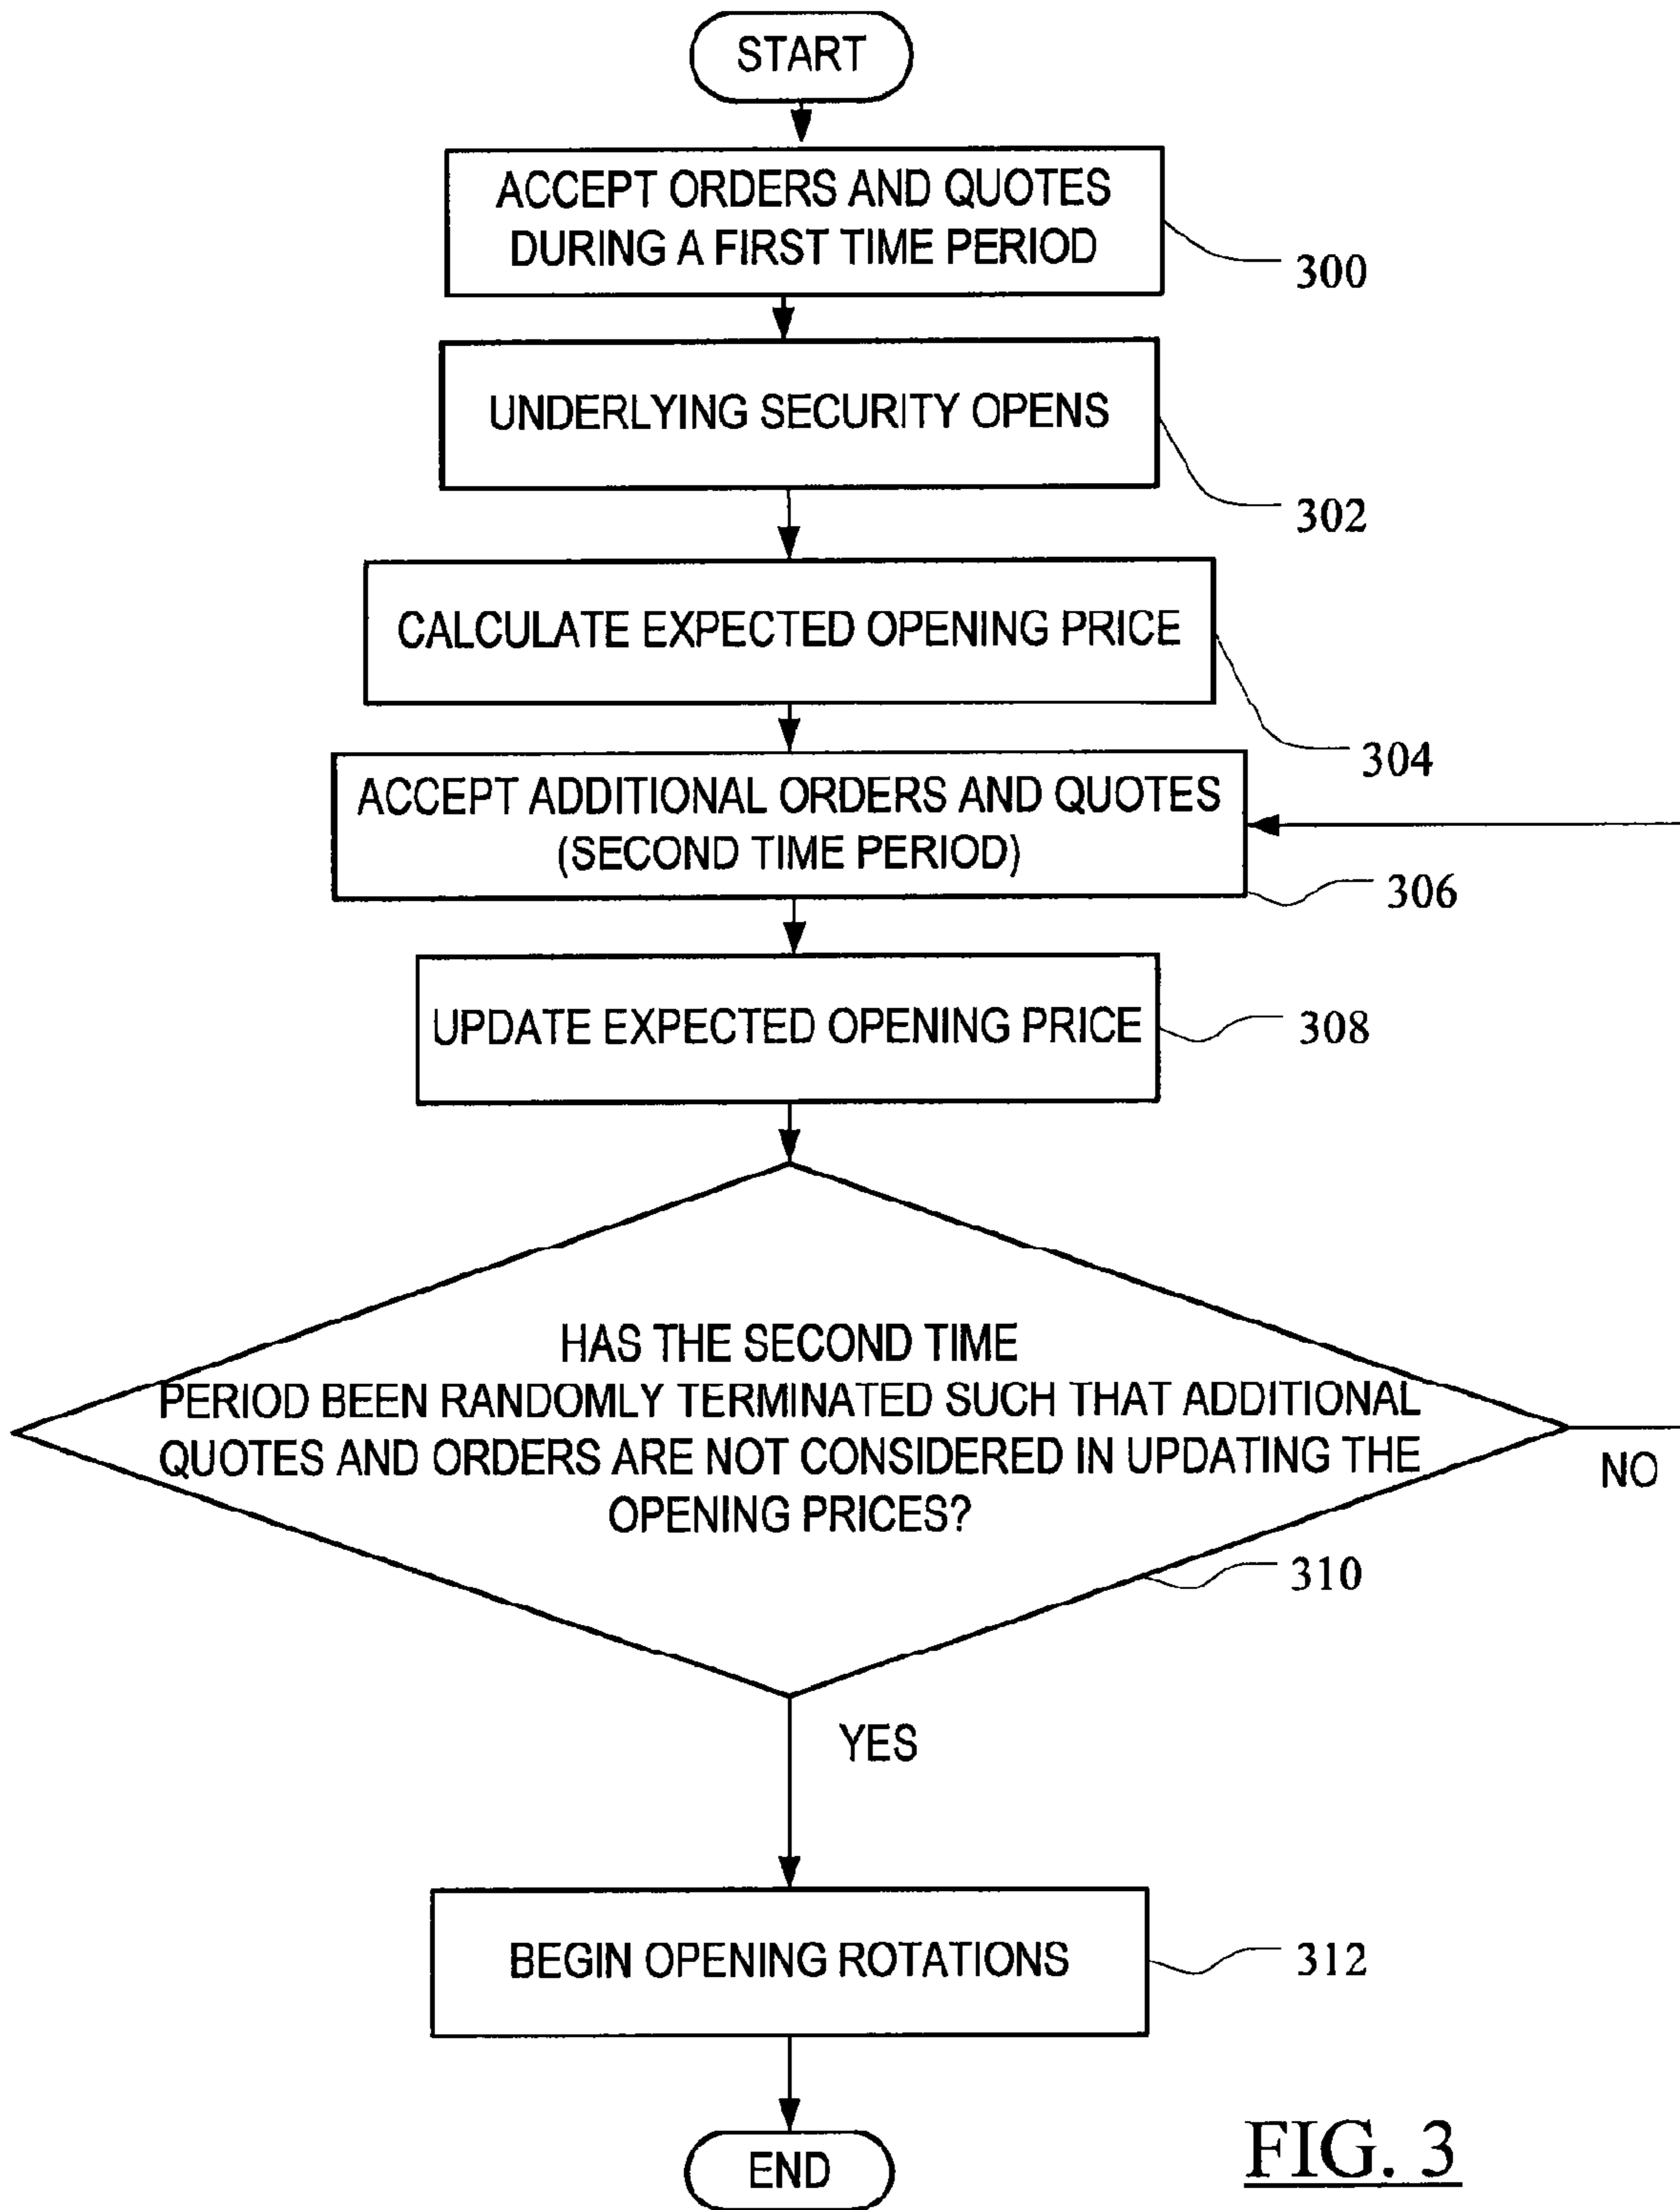 START
ACCEPT ORDERS AND QUOTES
DURING A FIRST TIME PERIOD
300
UNDERLYING SECURITY OPENS
302
CALCULATE EXPECTED OPENING PRICE
304
ACCEPT ADDITIONAL ORDERS AND QUOTES
(SECOND TIME PERIOD)
306
UPDATE EXPECTED OPENING PRICE
308
HAS THE SECOND TIME
PERIOD BEEN RANDOMLY TERMINATED SUCH THAT ADDITIONAL
QUOTES AND ORDERS ARE NOT CONSIDERED IN UPDATING THE
OPENING PRICES?
NO
310
YES
BEGIN OPENING ROTATIONS
312
END
FIG. 3